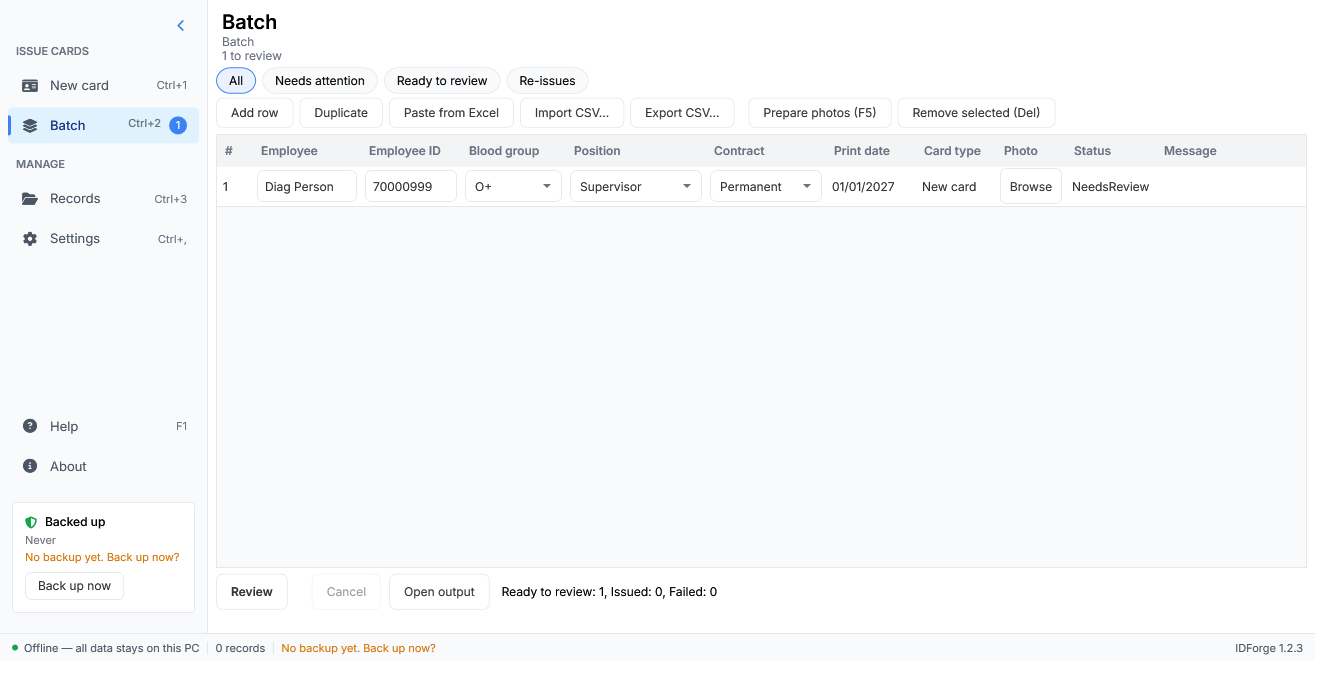 ISSUE CARDS
New card Ctrl+1
Batch Ctrl+2 1
MANAGE
Records Ctrl+3
Settings Ctrl+,
Help F1
About
Backed up
Never
No backup yet. Back up now?
Back up now
Batch
Batch
1 to review
All Needs attention Ready to review Re-issues
Add row Duplicate Paste from Excel Import CSV... Export CSV... Prepare photos (F5) Remove selected (Del)
# Employee Employee ID Blood group Position Contract Print date Card type Photo Status Message
1 Diag Person 70000999 O+ Supervisor Permanent 01/01/2027 New card Browse NeedsReview
Review Cancel Open output Ready to review: 1, Issued: 0, Failed: 0
Offline — all data stays on this PC 0 records No backup yet. Back up now? IDForge 1.2.3